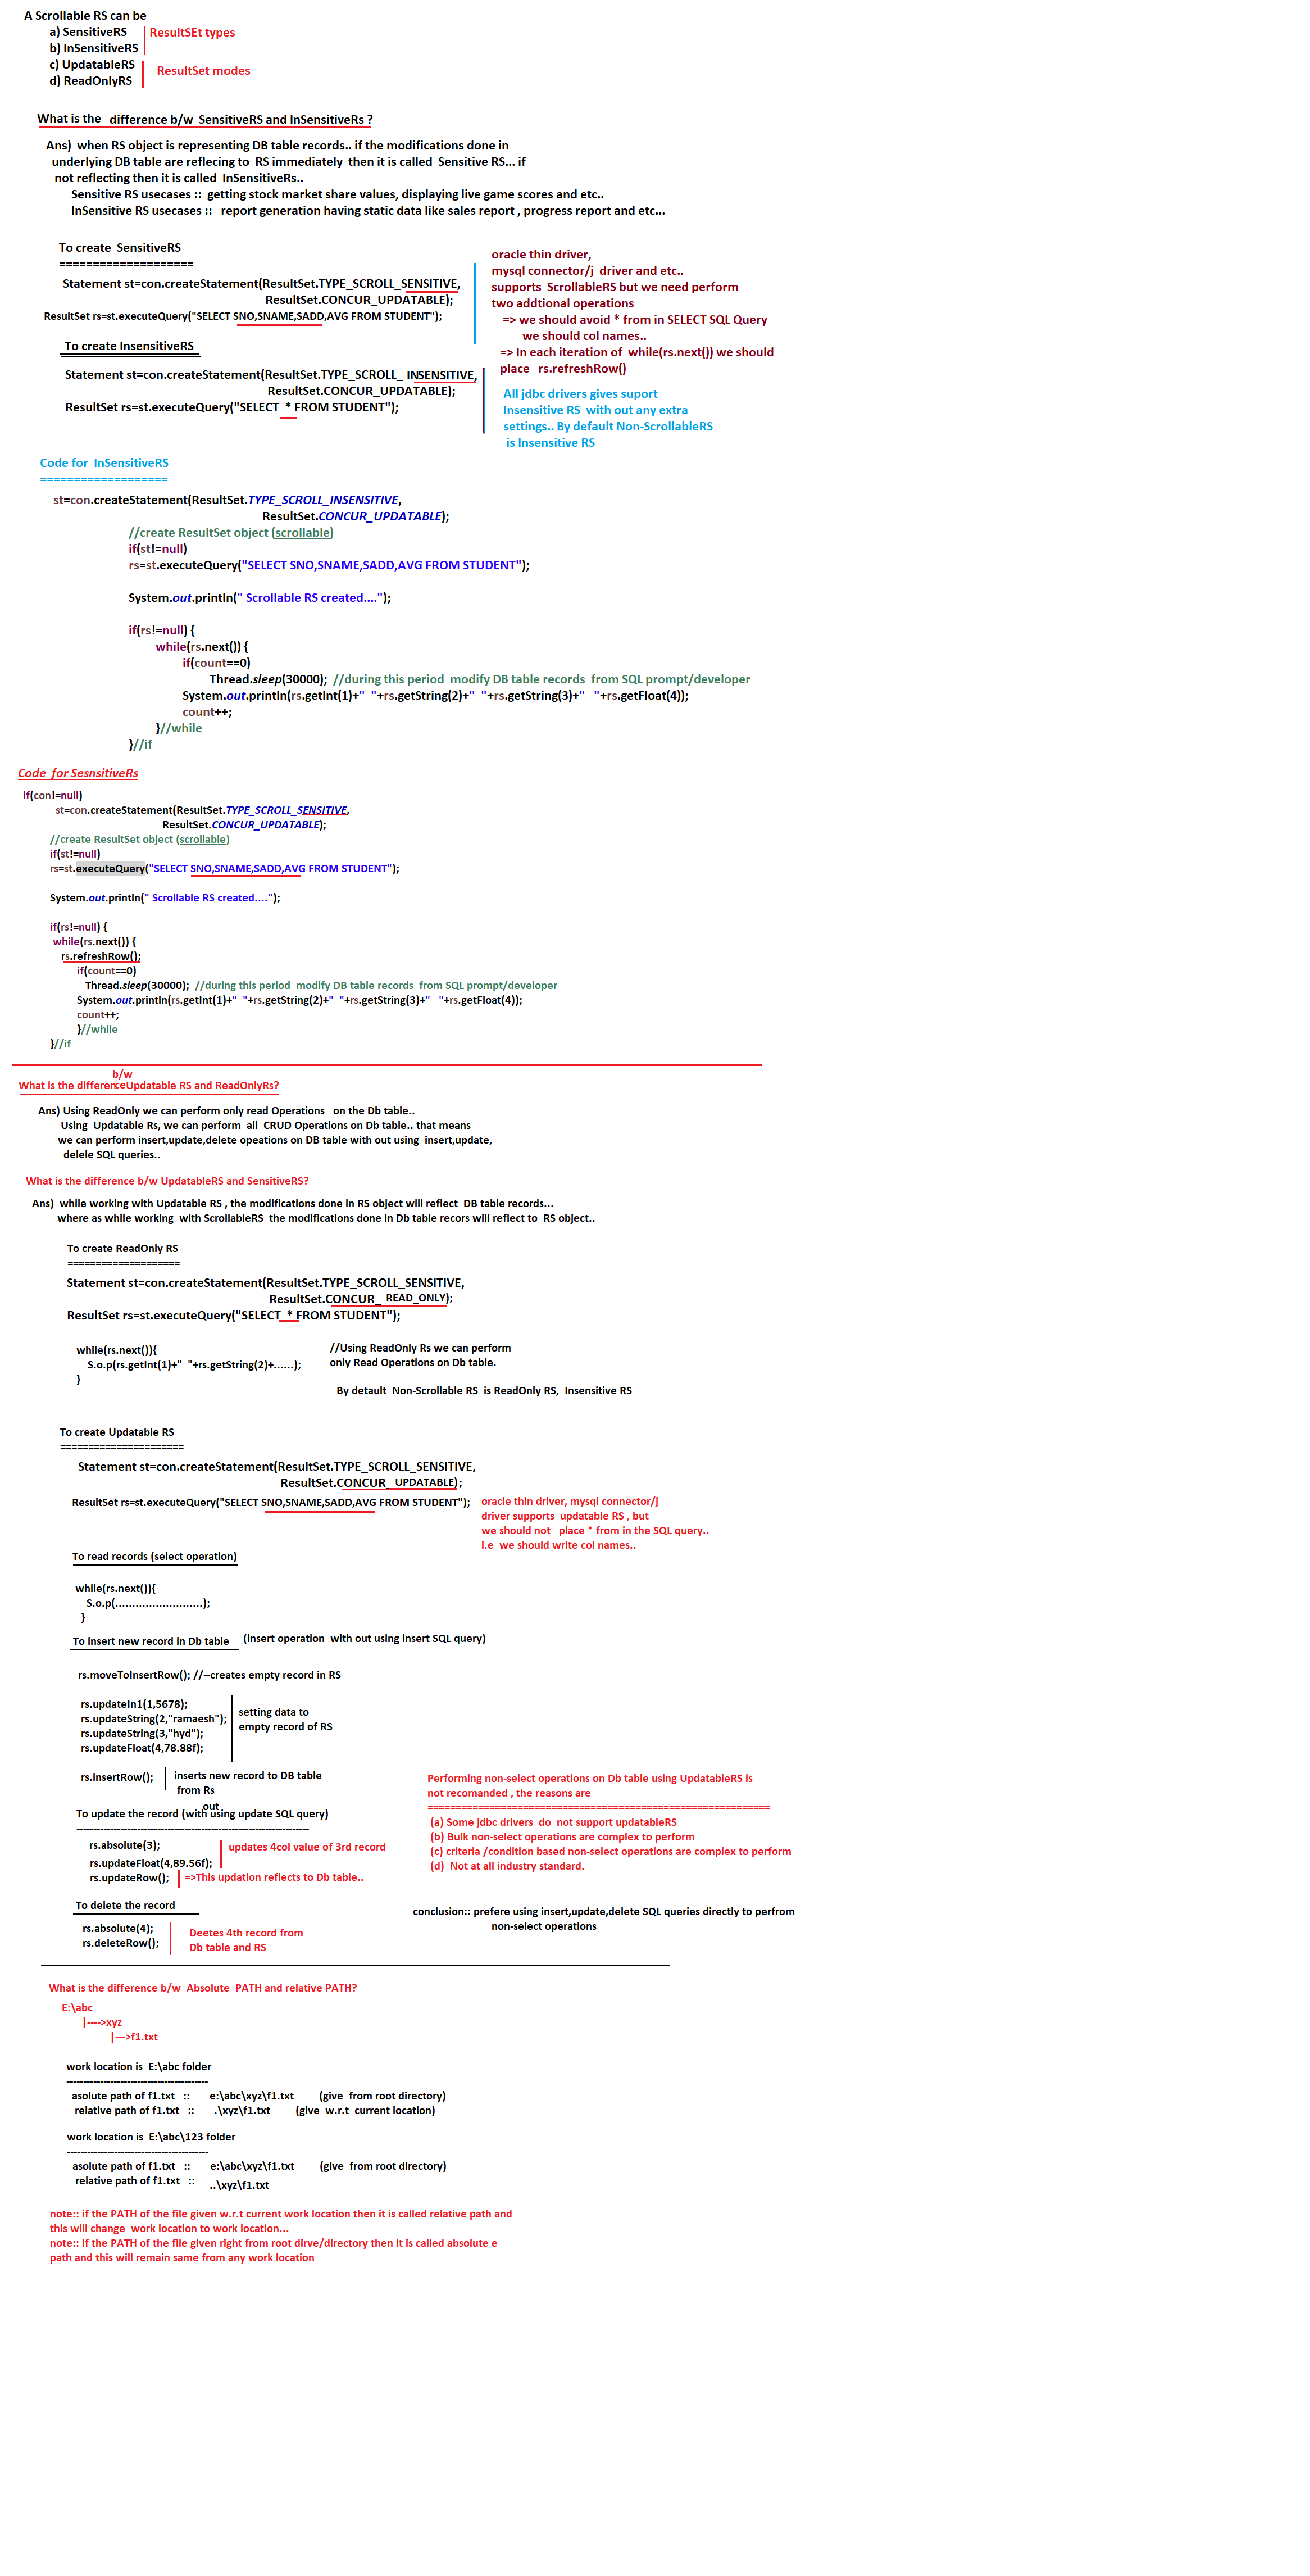 A Scrollable RS can be
a) SensitiveRS
b) InSensitiveRS
ResultSEt types
c) UpdatableRS
d) ReadOnlyRS
ResultSet modes
What is the difference b/w SensitiveRS and InSensitiveRs ?
Ans) when RS object is representing DB table records.. if the modifications done in
underlying DB table are reflecing to RS immediately then it is called Sensitive RS... if
not reflecting then it is called InSensitiveRs..
Sensitive RS usecases :: getting stock market share values, displaying live game scores and etc..
InSensitive RS usecases :: report generation having static data like sales report , progress report and etc...
To create SensitiveRS
====================
Statement st=con.createStatement(ResultSet.TYPE_SCROLL_SENSITIVE,
ResultSet.CONCUR_UPDATABLE);
ResultSet rs=st.executeQuery("SELECT SNO,SNAME,SADD,AVG FROM STUDENT");
oracle thin driver,
mysql connector/j driver and etc..
supports ScrollableRS but we need perform
two addtional operations
=> we should avoid * from in SELECT SQL Query
we should col names..
=> In each iteration of while(rs.next()) we should
place rs.refreshRow()
To create InsensitiveRS
Statement st=con.createStatement(ResultSet.TYPE_SCROLL_ INSENSITIVE,
ResultSet.CONCUR_UPDATABLE);
ResultSet rs=st.executeQuery("SELECT * FROM STUDENT");
All jdbc drivers gives suport
Insensitive RS with out any extra
settings.. By default Non-ScrollableRS
is Insensitive RS
Code for InSensitiveRS
===================
st=con.createStatement(ResultSet.TYPE_SCROLL_INSENSITIVE,
ResultSet.CONCUR_UPDATABLE);
//create ResultSet object (scrollable)
if(st!=null)
rs=st.executeQuery("SELECT SNO,SNAME,SADD,AVG FROM STUDENT");
System.out.println(" Scrollable RS created....");
if(rs!=null) {
while(rs.next()) {
if(count==0)
Thread.sleep(30000); //during this period modify DB table records from SQL prompt/developer
System.out.println(rs.getInt(1)+" "+rs.getString(2)+" "+rs.getString(3)+" "+rs.getFloat(4));
count++;
}//while
}//if
Code for SesnsitiveRs
if(con!=null)
st=con.createStatement(ResultSet.TYPE_SCROLL_SENSITIVE,
ResultSet.CONCUR_UPDATABLE);
//create ResultSet object (scrollable)
if(st!=null)
rs=st.executeQuery("SELECT SNO,SNAME,SADD,AVG FROM STUDENT");
System.out.println(" Scrollable RS created....");
if(rs!=null) {
while(rs.next()) {
rs.refreshRow();
if(count==0)
Thread.sleep(30000); //during this period modify DB table records from SQL prompt/developer
System.out.println(rs.getInt(1)+" "+rs.getString(2)+" "+rs.getString(3)+" "+rs.getFloat(4));
count++;
}//while
}//if
b/w
What is the difference Updatable RS and ReadOnlyRs?
Ans) Using ReadOnly we can perform only read Operations on the Db table..
Using Updatable Rs, we can perform all CRUD Operations on Db table.. that means
we can perform insert,update,delete opeations on DB table with out using insert,update,
delele SQL queries..
What is the difference b/w UpdatableRS and SensitiveRS?
Ans) while working with Updatable RS , the modifications done in RS object will reflect DB table records...
where as while working with ScrollableRS the modifications done in Db table recors will reflect to RS object..
To create ReadOnly RS
====================
Statement st=con.createStatement(ResultSet.TYPE_SCROLL_SENSITIVE,
ResultSet.CONCUR_ READ_ONLY);
ResultSet rs=st.executeQuery("SELECT * FROM STUDENT");
while(rs.next()){
S.o.p(rs.getInt(1)+" "+rs.getString(2)+......);
}
//Using ReadOnly Rs we can perform
only Read Operations on Db table.
By detault Non-Scrollable RS is ReadOnly RS, Insensitive RS
To create Updatable RS
======================
Statement st=con.createStatement(ResultSet.TYPE_SCROLL_SENSITIVE,
ResultSet.CONCUR_ UPDATABLE);
ResultSet rs=st.executeQuery("SELECT SNO,SNAME,SADD,AVG FROM STUDENT");
oracle thin driver, mysql connector/j
driver supports updatable RS , but
we should not place * from in the SQL query..
i.e we should write col names..
To read records (select operation)
while(rs.next()){
S.o.p(..........................);
}
To insert new record in Db table (insert operation with out using insert SQL query)
rs.moveToInsertRow(); //--creates empty record in RS
rs.updateIn1(1,5678);
rs.updateString(2,"ramaesh");
rs.updateString(3,"hyd");
rs.updateFloat(4,78.88f);
setting data to
empty record of RS
rs.insertRow();
inserts new record to DB table
from Rs
out
To update the record (with using update SQL query)
---------------------------------------------------------------------
rs.absolute(3);
rs.updateFloat(4,89.56f);
updates 4col value of 3rd record
rs.updateRow(); =>This updation reflects to Db table..
Performing non-select operations on Db table using UpdatableRS is
not recomanded , the reasons are
=============================================================
(a) Some jdbc drivers do not support updatableRS
(b) Bulk non-select operations are complex to perform
(c) criteria /condition based non-select operations are complex to perform
(d) Not at all industry standard.
To delete the record
rs.absolute(4);
rs.deleteRow();
Deetes 4th record from
Db table and RS
conclusion:: prefere using insert,update,delete SQL queries directly to perfrom
non-select operations
What is the difference b/w Absolute PATH and relative PATH?
E:\abc
|---->xyz
|--->f1.txt
work location is E:\abc folder
------------------------------------------
asolute path of f1.txt :: e:\abc\xyz\f1.txt (give from root directory)
relative path of f1.txt :: .\xyz\f1.txt (give w.r.t current location)
work location is E:\abc\123 folder
------------------------------------------
asolute path of f1.txt :: e:\abc\xyz\f1.txt (give from root directory)
relative path of f1.txt :: ..\xyz\f1.txt
note:: if the PATH of the file given w.r.t current work location then it is called relative path and
this will change work location to work location...
note:: if the PATH of the file given right from root dirve/directory then it is called absolute e
path and this will remain same from any work location